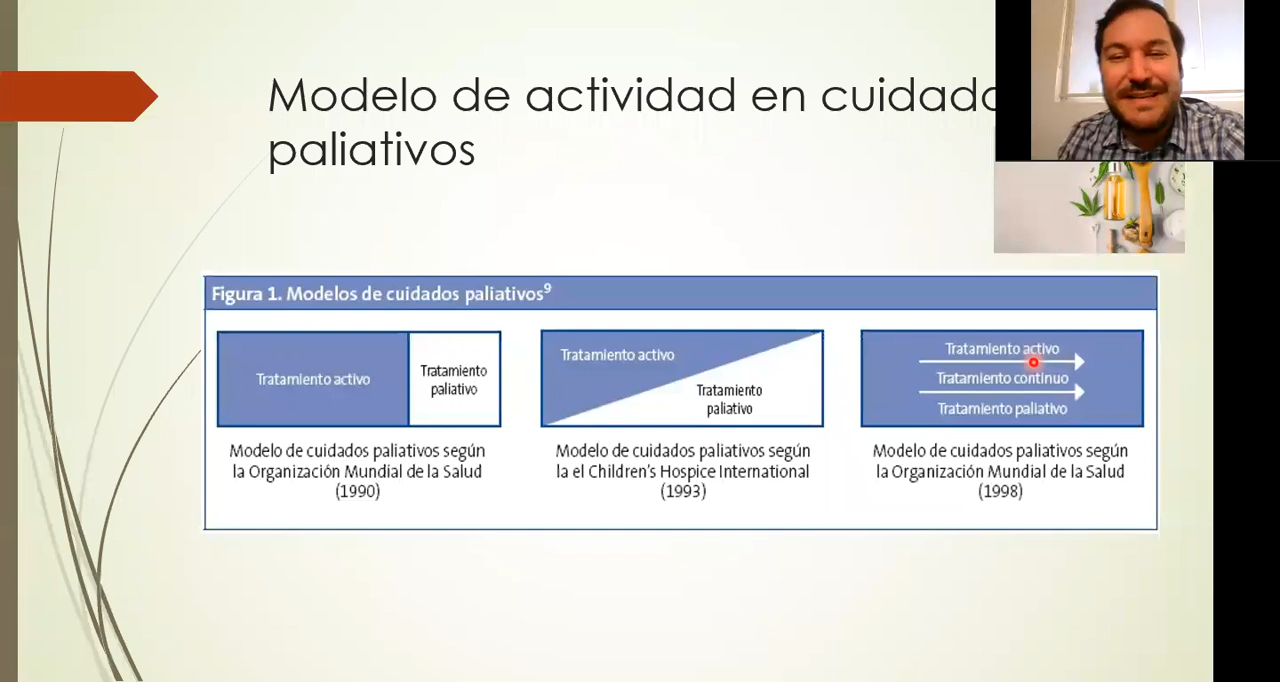 Modelo de actividad en cuidado
paliativos
Figura 1. Modelos de cuidados paliativos9
Tratamiento activo
Tratamiento
paliativo
Modelo de cuidados paliativos según
la Organización Mundial de la Salud
(1990)
Tratamiento activo
Tratamiento
paliativo
Modelo de cuidados paliativos según
la el Children's Hospice International
(1993)
Tratamiento activo
Tratamiento continuo
Tratamiento paliativo
Modelo de cuidados paliativos según
la Organización Mundial de la Salud
(1998)